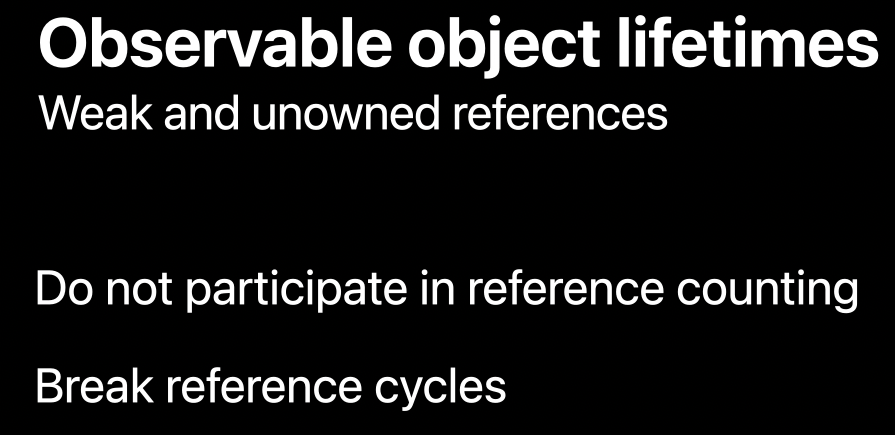 Observable object lifetimes
Weak and unowned references
Do not participate in reference counting
Break reference cycles